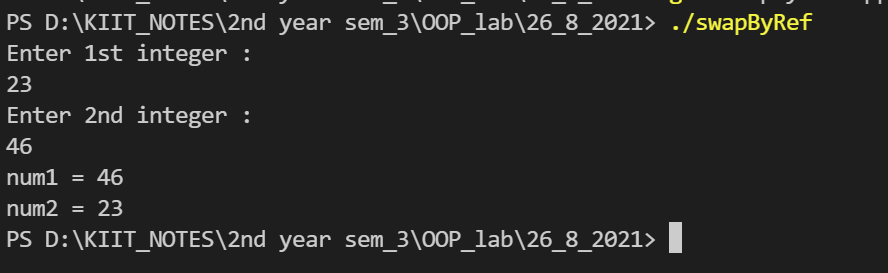 PS D:\KIIT_NOTES\2nd year sem_3\OOP_lab\26_8_2021> ./swapByRef
Enter 1st integer :
23
Enter 2nd integer :
46
num1 = 46
num2 = 23
PS D:\KIIT_NOTES\2nd year sem_3\OOP_lab\26_8_2021>